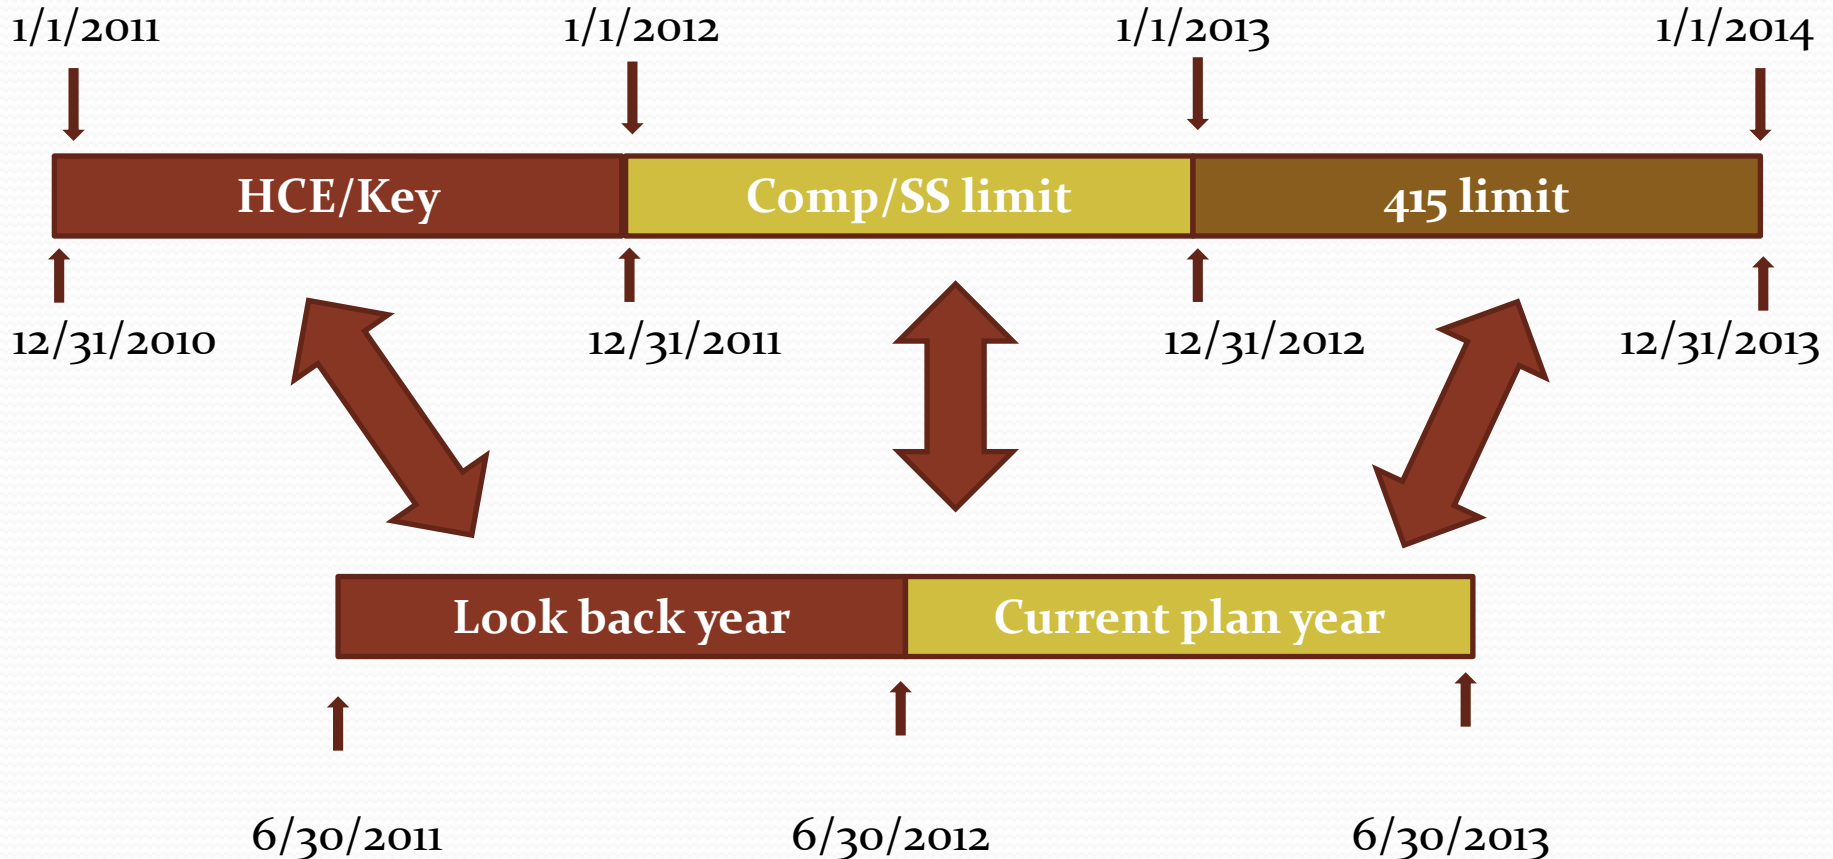 1/1/2011 1/1/2012 1/1/2013 1/1/2014
HCE/Key Comp/SS limit 415 limit
12/31/2010 12/31/2011 12/31/2012 12/31/2013
Look back year Current plan year
6/30/2011 6/30/2012 6/30/2013